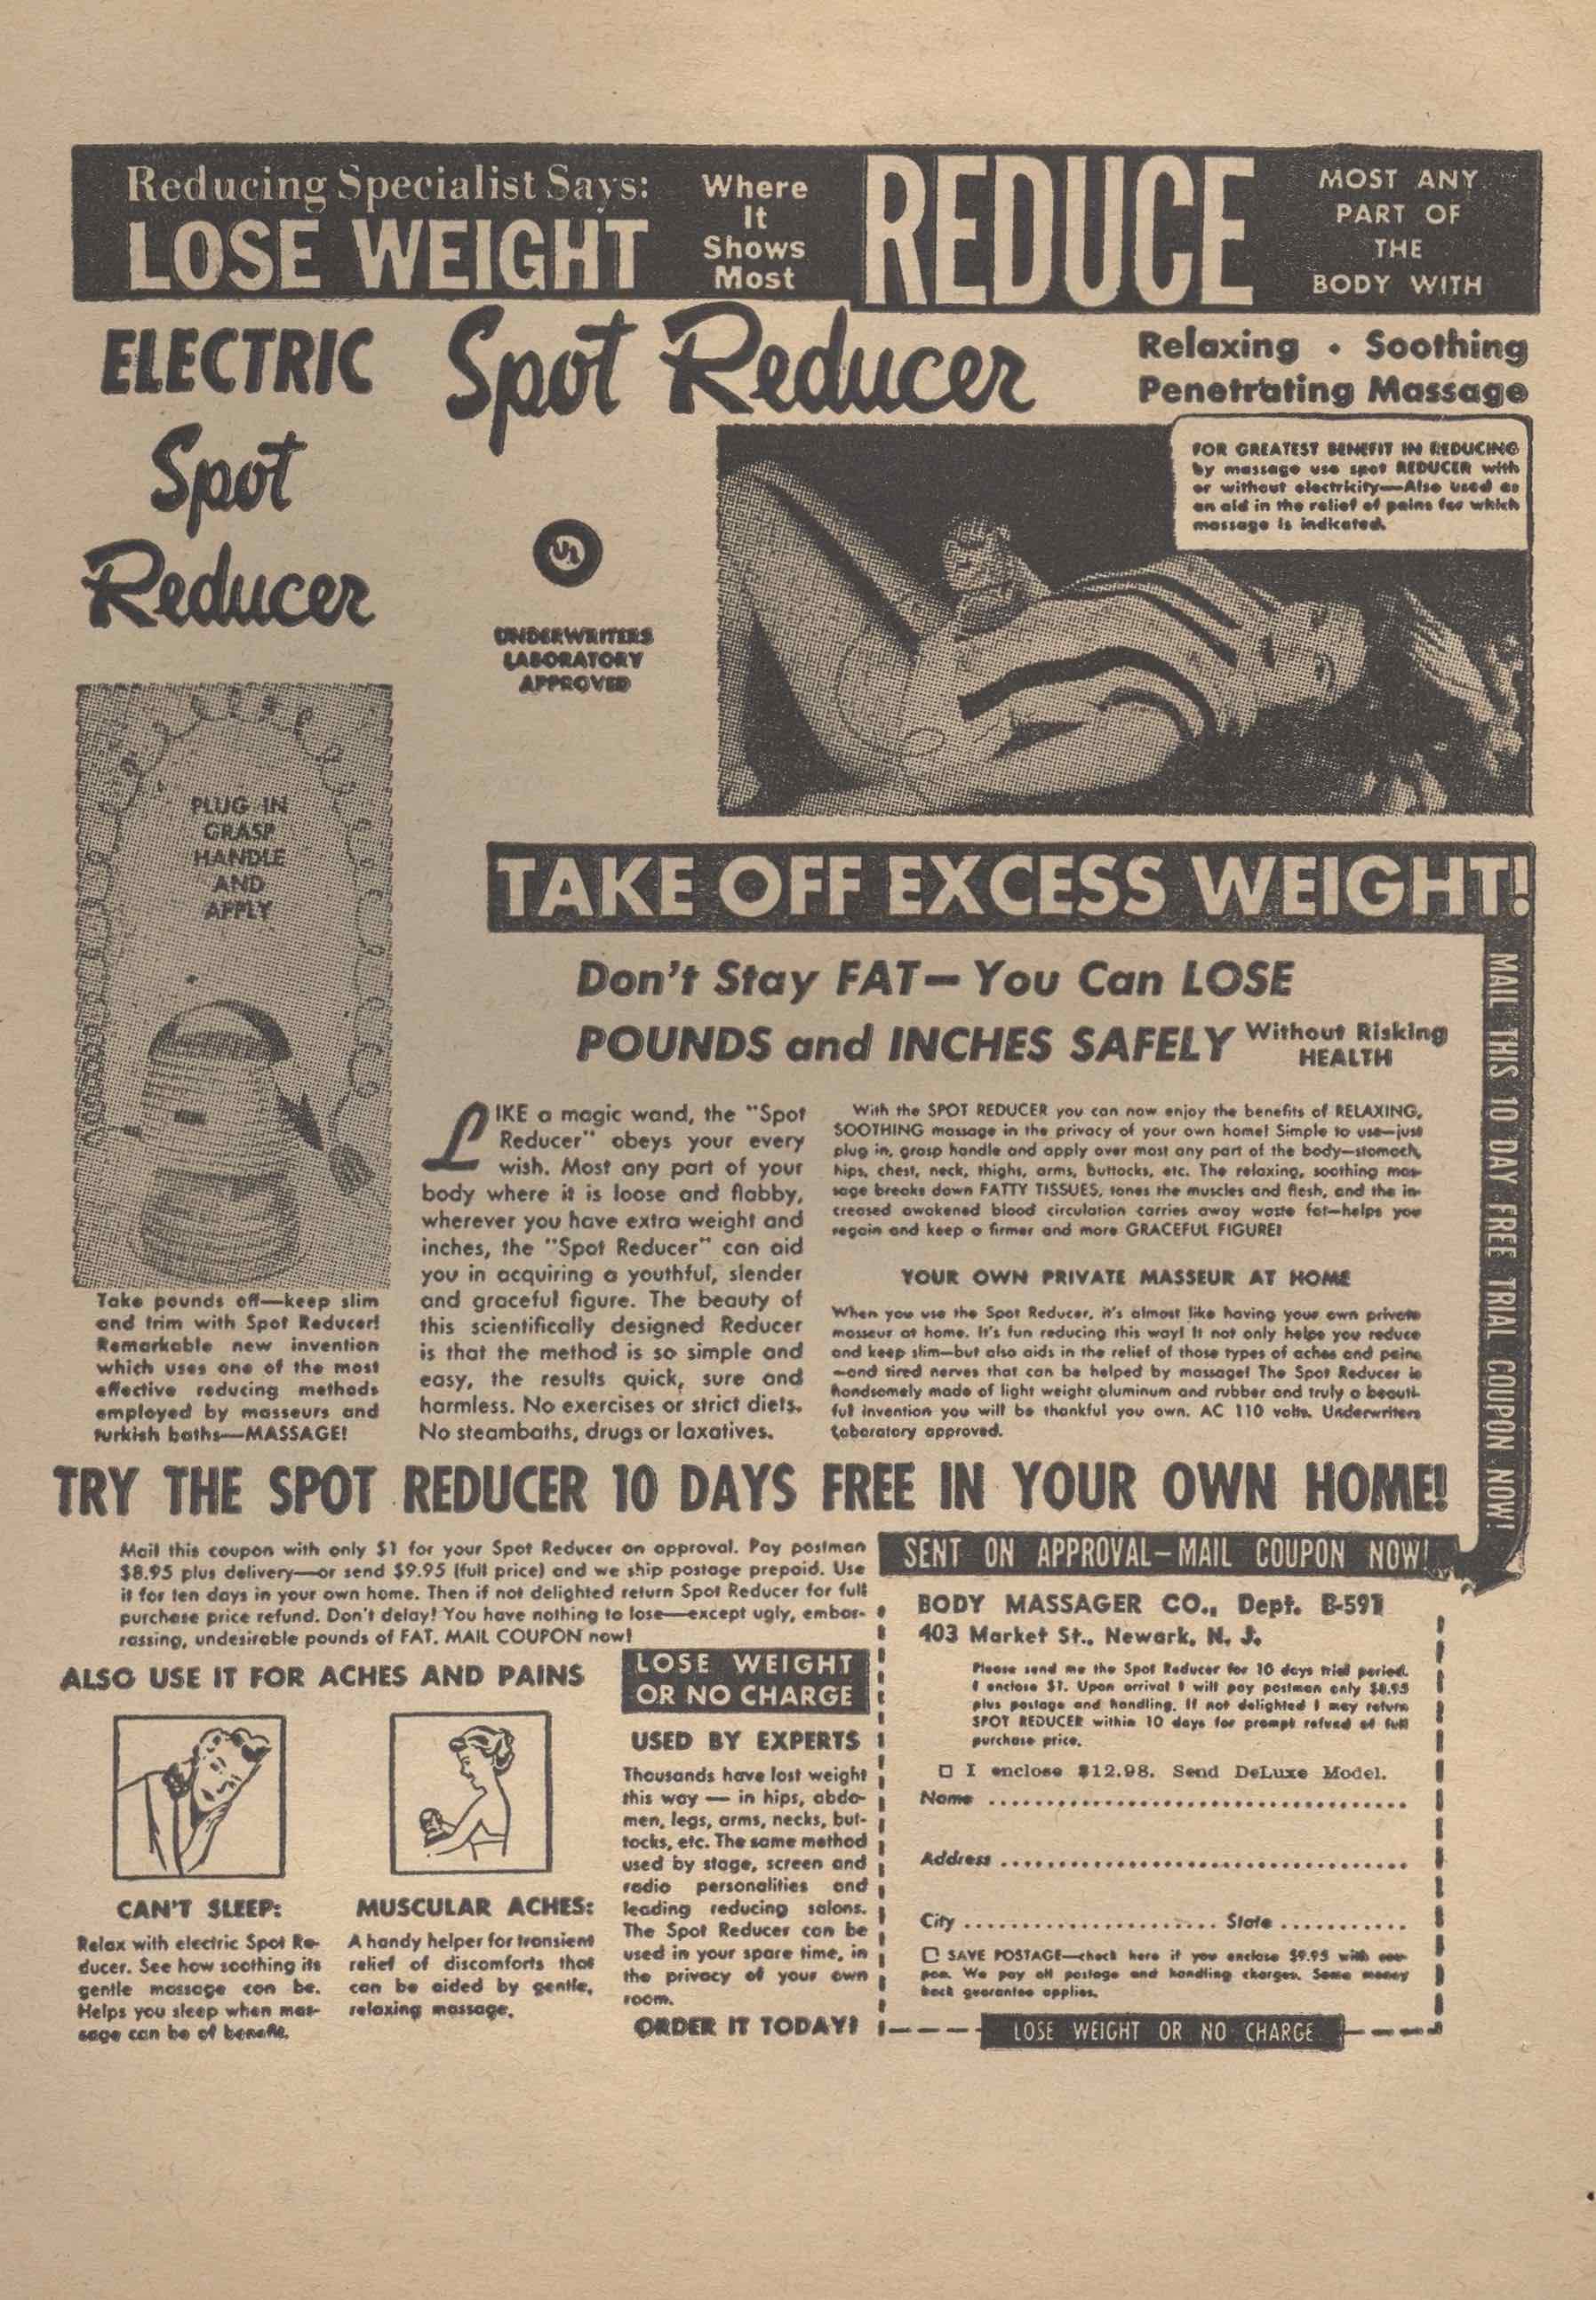 Reducing Specialist Says:
LOSE WEIGHT
Where
It
Shows
Most
REDUCE
MOST ANY
PART OF
THE
BODY WITH
ELECTRIC
Spot
Reducer
Spot Reducer
Relaxing • Soothing
Penetrating Massage
UL
UNDERWRITERS
LABORATORY
APPROVED
FOR GREATEST BENEFIT IN REDUCING
by massage use spot REDUCER with
or without electricity—Also used as
an aid in the relief of pains for which
massage is indicated.
PLUG IN
GRASP
HANDLE
AND
APPLY
Take pounds off—keep slim
and trim with Spot Reducer!
Remarkable new invention
which uses one of the most
effective reducing methods
employed by masseurs and
turkish baths—MASSAGE!
TAKE OFF EXCESS WEIGHT!
Don't Stay FAT—You Can LOSE
POUNDS and INCHES SAFELY Without Risking
HEALTH
MAIL THIS 10 DAY FREE TRIAL COUPON NOW!
LIKE a magic wand, the "Spot
Reducer" obeys your every
wish. Most any part of your
body where it is loose and flabby,
wherever you have extra weight and
inches, the "Spot Reducer" can aid
you in acquiring a youthful, slender
and graceful figure. The beauty of
this scientifically designed Reducer
is that the method is so simple and
easy, the results quick, sure and
harmless. No exercises or strict diets.
No steambaths, drugs or laxatives.
With the SPOT REDUCER you can now enjoy the benefits of RELAXING,
SOOTHING massage in the privacy of your own home! Simple to use—just
plug in, grasp handle and apply over most any part of the body—stomach,
hips, chest, neck, thighs, arms, buttocks, etc. The relaxing, soothing mas-
sage breaks down FATTY TISSUES, tones the muscles and flesh, and the in-
creased awakened blood circulation carries away waste fat—helps you
regain and keep a firmer and more GRACEFUL FIGURE!
YOUR OWN PRIVATE MASSEUR AT HOME
When you use the Spot Reducer, it's almost like having your own private
masseur at home. It's fun reducing this way! It not only helps you reduce
and keep slim—but also aids in the relief of those types of aches and pains
—and tired nerves that can be helped by massage! The Spot Reducer is
handsomely made of light weight aluminum and rubber and truly a beauti-
ful invention you will be thankful you own. AC 110 volts. Underwriters
Laboratory approved.
TRY THE SPOT REDUCER 10 DAYS FREE IN YOUR OWN HOME!
Mail this coupon with only $1 for your Spot Reducer on approval. Pay postman
$8.95 plus delivery—or send $9.95 (full price) and we ship postage prepaid. Use
it for ten days in your own home. Then if not delighted return Spot Reducer for full
purchase price refund. Don't delay! You have nothing to lose—except ugly, embar-
rassing, undesirable pounds of FAT. MAIL COUPON now!
ALSO USE IT FOR ACHES AND PAINS
CAN'T SLEEP:
Relax with electric Spot Re-
ducer. See how soothing its
gentle massage can be.
Helps you sleep when mas-
sage can be of benefit.
MUSCULAR ACHES:
A handy helper for transient
relief of discomforts that
can be aided by gentle,
relaxing massage.
LOSE WEIGHT
OR NO CHARGE
USED BY EXPERTS
Thousands have lost weight
this way — in hips, abdo-
men, legs, arms, necks, but-
tocks, etc. The same method
used by stage, screen and
radio personalities and
leading reducing salons.
The Spot Reducer can be
used in your spare time, in
the privacy of your own
room.
ORDER IT TODAY!
SENT ON APPROVAL—MAIL COUPON NOW!
BODY MASSAGER CO., Dept. B-591
403 Market St., Newark, N. J.
Please send me the Spot Reducer for 10 days trial period.
I enclose $1. Upon arrival I will pay postman only $8.95
plus postage and handling. If not delighted I may return
SPOT REDUCER within 10 days for prompt refund of full
purchase price.
☐ I enclose $12.98. Send DeLuxe Model.
Name
Address
City State
☐ SAVE POSTAGE—check here if you enclose $9.95 with cou-
pon. We pay all postage and handling charges. Same money
back guarantee applies.
LOSE WEIGHT OR NO CHARGE